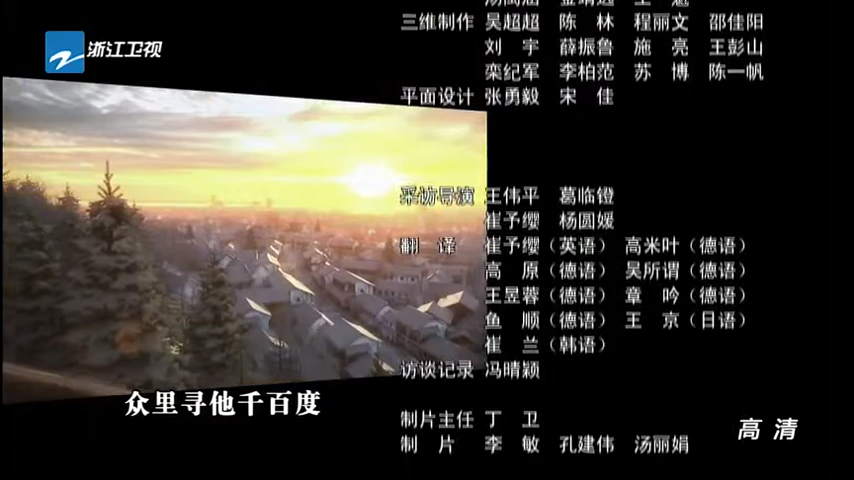 三维制作 吴超超 陈 林 程丽文 邵佳阳
浙江卫视
刘 宇 薛振鲁 施 亮 王彭山
栾纪军 李柏范 苏 博 陈一帆
平面设计 张勇毅 宋 佳
采访导演 王伟平 葛临镫
崔予缨 杨圆媛
翻 译 崔予缨（英语） 高米叶（德语）
高 原（德语） 吴所谓（德语）
王昱蓉（德语） 章 吟（德语）
鱼 顺（德语） 王 京（日语）
崔 兰（韩语）
访谈记录 冯晴颖
众里寻他千百度
制片主任 丁 卫
高清
制 片 李 敏 孔建伟 汤丽娟